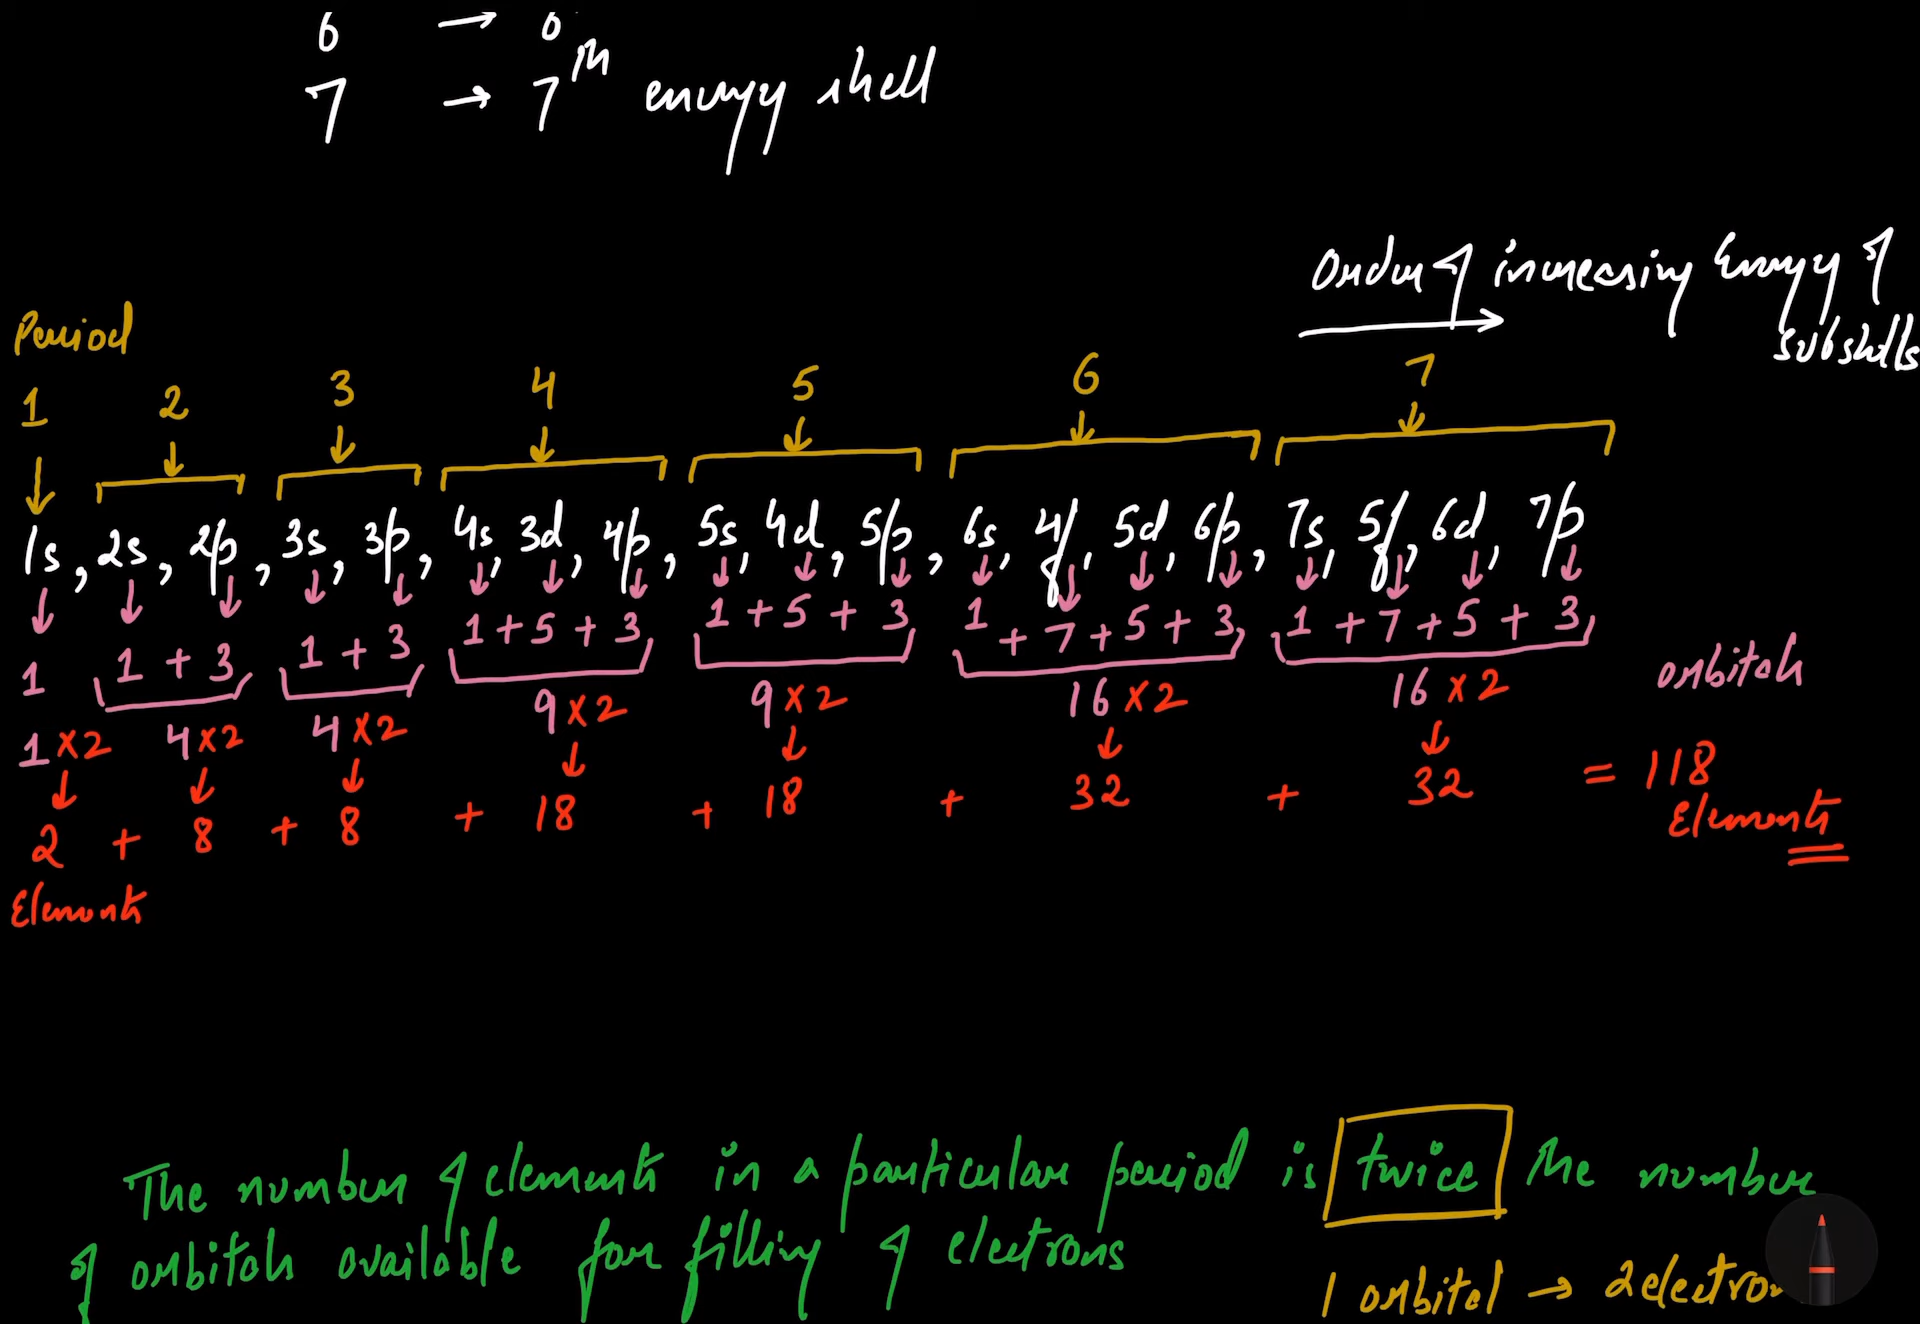 6 → 6
7 → 7th energy shell
Order of increasing Energy of
subshells
Period
1 2 3 4 5 6 7
1s, 2s, 2p, 3s, 3p, 4s, 3d, 4p, 5s, 4d, 5p, 6s, 4f, 5d, 6p, 7s, 5f, 6d, 7p
1 1 + 3 1 + 3 1 + 5 + 3 1 + 5 + 3 1 + 7 + 5 + 3 1 + 7 + 5 + 3 orbitals
1 × 2 4 × 2 4 × 2 9 × 2 9 × 2 16 × 2 16 × 2
2 + 8 + 8 + 18 + 18 + 32 + 32 = 118
Elements
Elements
The number of elements in a particular period is twice the number
of orbitals available for filling of electrons
1 orbital → 2 electron